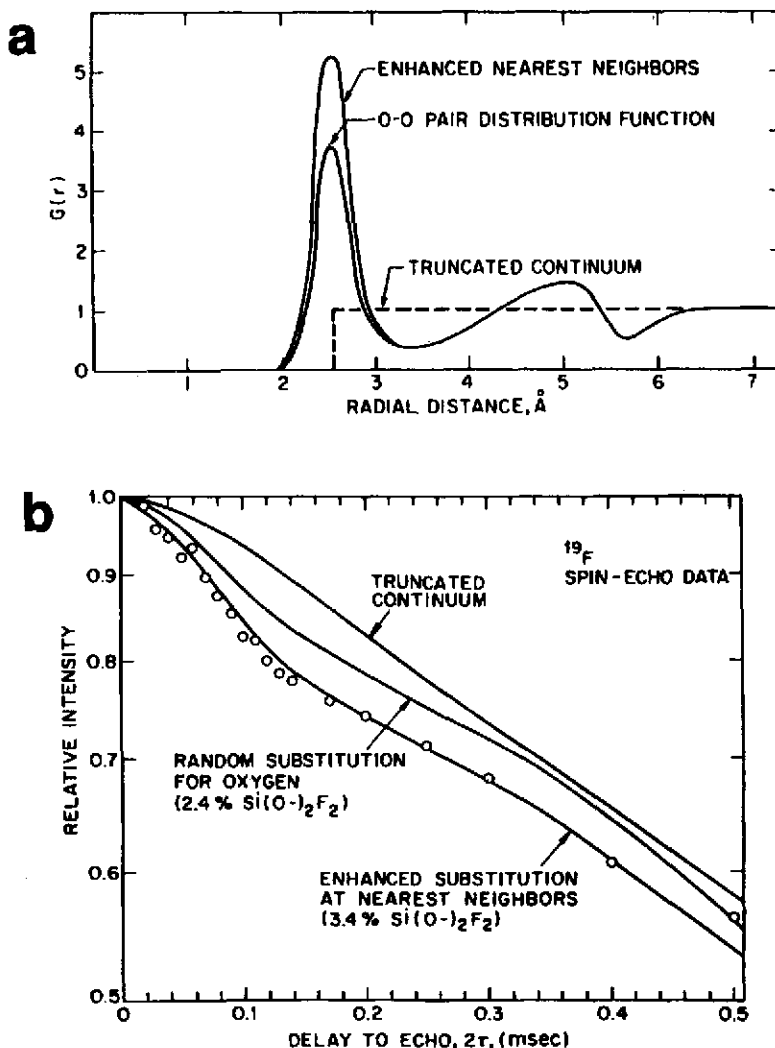 a
5
4
3
2
1
0
G(r)
ENHANCED NEAREST NEIGHBORS
O-O PAIR DISTRIBUTION FUNCTION
TRUNCATED CONTINUUM
1 2 3 4 5 6 7
RADIAL DISTANCE, Å
b
1.0
0.9
0.8
0.7
0.6
0.5
RELATIVE INTENSITY
19F
SPIN-ECHO DATA
TRUNCATED
CONTINUUM
RANDOM SUBSTITUTION
FOR OXYGEN
(2.4% Si(O-)₂F₂)
ENHANCED SUBSTITUTION
AT NEAREST NEIGHBORS
(3.4% Si(O-)₂F₂)
0 0.1 0.2 0.3 0.4 0.5
DELAY TO ECHO, 2τ, (msec)